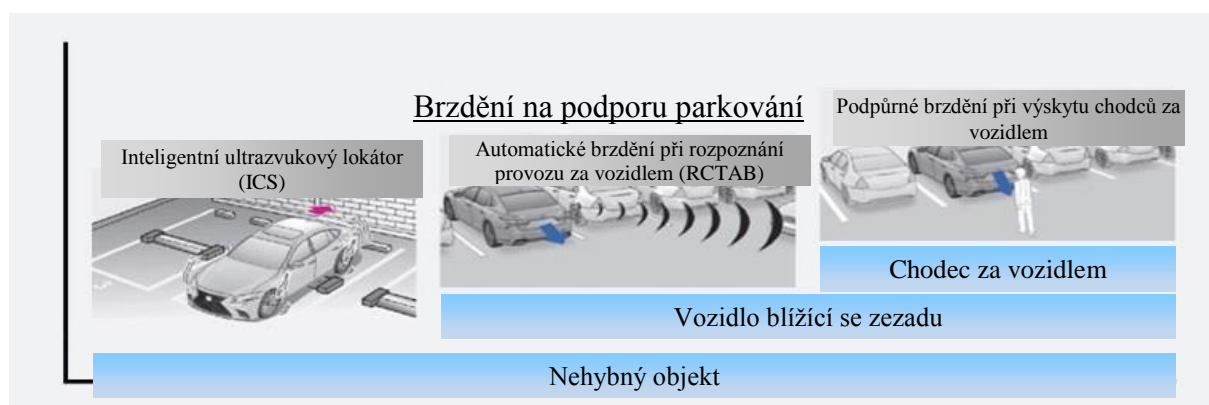 Brzdění na podporu parkování
Inteligentní ultrazvukový lokátor
(ICS)
Automatické brzdění při rozpoznání
provozu za vozidlem (RCTAB)
Podpůrné brzdění při výskytu chodců za
vozidlem
Chodec za vozidlem
Vozidlo blížící se zezadu
Nehybný objekt